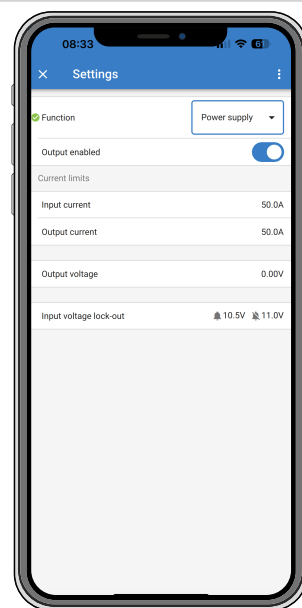 08:33 61
Settings
Function Power supply
Output enabled
Current limits
Input current 50.0A
Output current 50.0A
Output voltage 0.00V
Input voltage lock-out 10.5V 11.0V